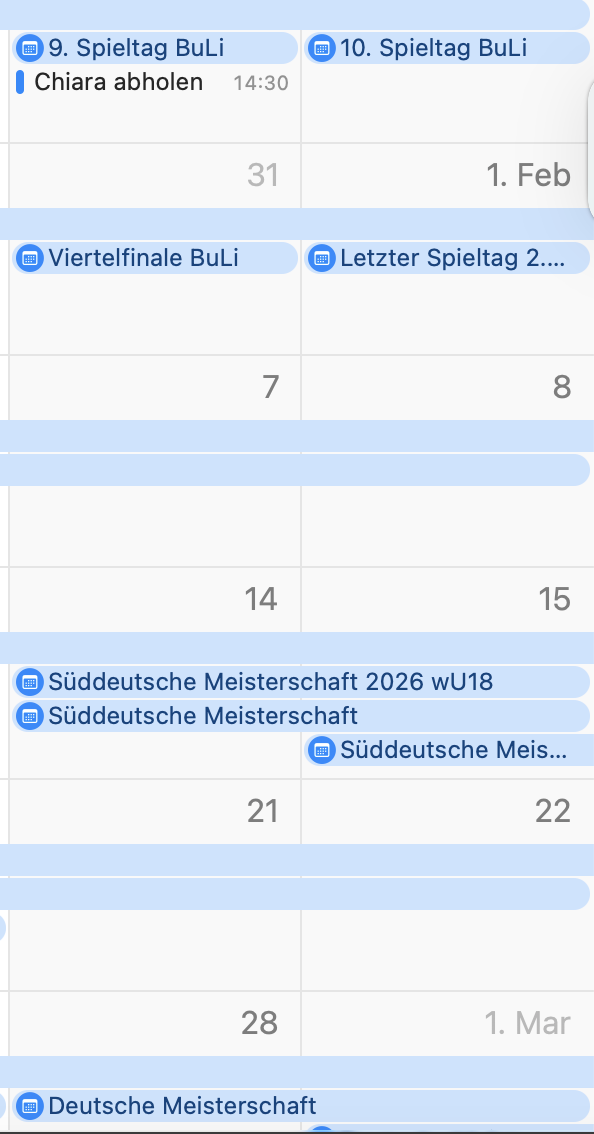 9. Spieltag BuLi
10. Spieltag BuLi
Chiara abholen 14:30
31
1. Feb
Viertelfinale BuLi
Letzter Spieltag 2....
7
8
14
15
Süddeutsche Meisterschaft 2026 wU18
Süddeutsche Meisterschaft
Süddeutsche Meis...
21
22
28
1. Mar
Deutsche Meisterschaft